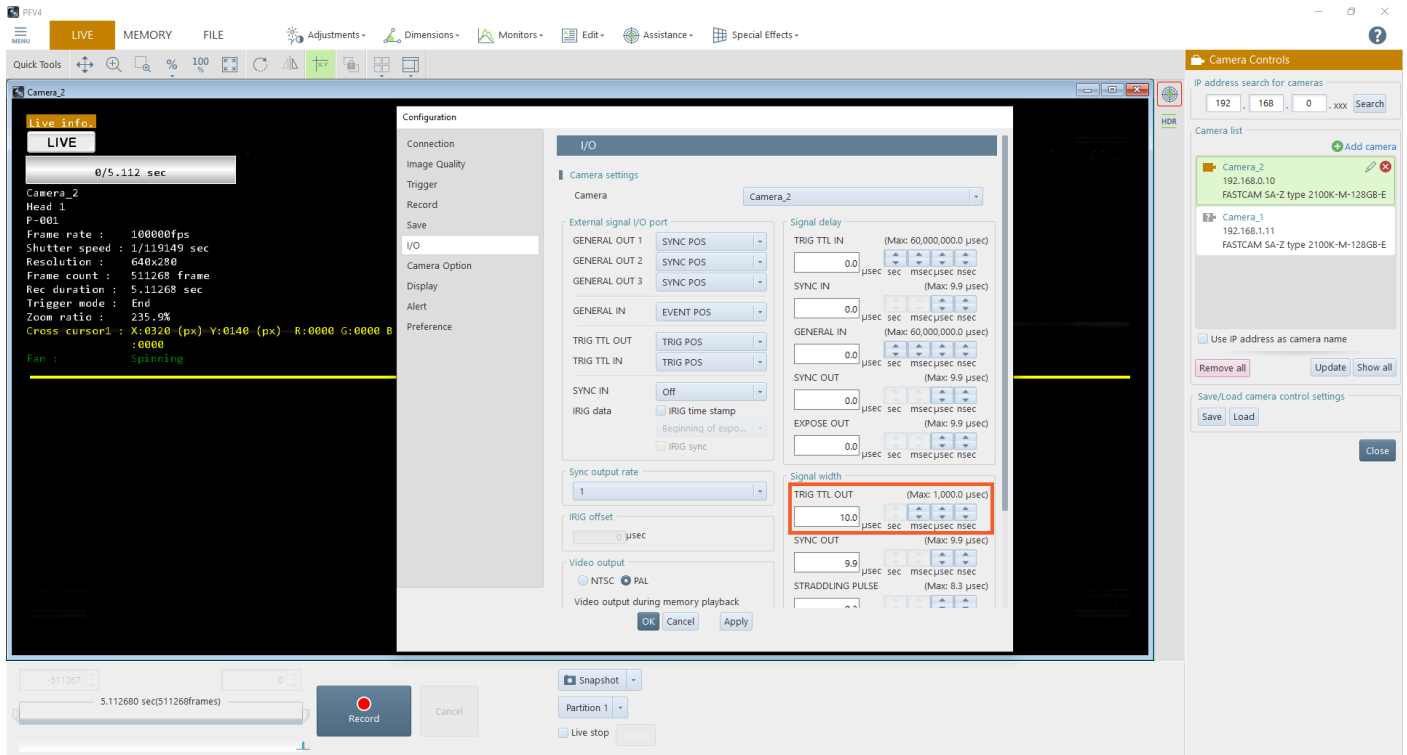 PFV4
MENU
LIVE
MEMORY
FILE
Adjustments
Dimensions
Monitors
Edit
Assistance
Special Effects
?
Quick Tools
%
100
%
X,Y
Camera_2
Live info.
LIVE
0/5.112 sec
Camera_2
Head 1
P-001
Frame rate : 100000fps
Shutter speed : 1/119149 sec
Resolution : 640x280
Frame count : 511268 frame
Rec duration : 5.11268 sec
Trigger mode : End
Zoom ratio : 235.9%
Cross cursor1 : X:0320 (px) Y:0140 (px) R:0000 G:0000 B
:0000
Fan : Spinning
Configuration
Connection
Image Quality
Trigger
Record
Save
I/O
Camera Option
Display
Alert
Preference
I/O
Camera settings
Camera
Camera_2
External signal I/O port
GENERAL OUT 1 SYNC POS
GENERAL OUT 2 SYNC POS
GENERAL OUT 3 SYNC POS
GENERAL IN EVENT POS
TRIG TTL OUT TRIG POS
TRIG TTL IN TRIG POS
SYNC IN Off
IRIG data IRIG time stamp
Beginning of expo...
IRIG sync
Sync output rate
1
IRIG offset
0 µsec
Video output
NTSC PAL
Video output during memory playback
Signal delay
TRIG TTL IN (Max: 60,000,000.0 µsec)
0.0 µsec sec msec µsec nsec
SYNC IN (Max: 9.9 µsec)
0.0 µsec sec msec µsec nsec
GENERAL IN (Max: 60,000,000.0 µsec)
0.0 µsec sec msec µsec nsec
SYNC OUT (Max: 9.9 µsec)
0.0 µsec sec msec µsec nsec
EXPOSE OUT (Max: 9.9 µsec)
0.0 µsec sec msec µsec nsec
Signal width
TRIG TTL OUT (Max: 1,000.0 µsec)
10.0 µsec sec msec µsec nsec
SYNC OUT (Max: 9.9 µsec)
9.9 µsec sec msec µsec nsec
STRADDLING PULSE (Max: 8.3 µsec)
OK
Cancel
Apply
HDR
Camera Controls
IP address search for cameras
192 . 168 . 0 . xxx Search
Camera list
Add camera
Camera_2
192.168.0.10
FASTCAM SA-Z type 2100K-M-128GB-E
Camera_1
192.168.1.11
FASTCAM SA-Z type 2100K-M-128GB-E
Use IP address as camera name
Remove all
Update
Show all
Save/Load camera control settings
Save
Load
Close
-511267
0
5.112680 sec(511268frames)
Record
Cancel
Snapshot
Partition 1
Live stop